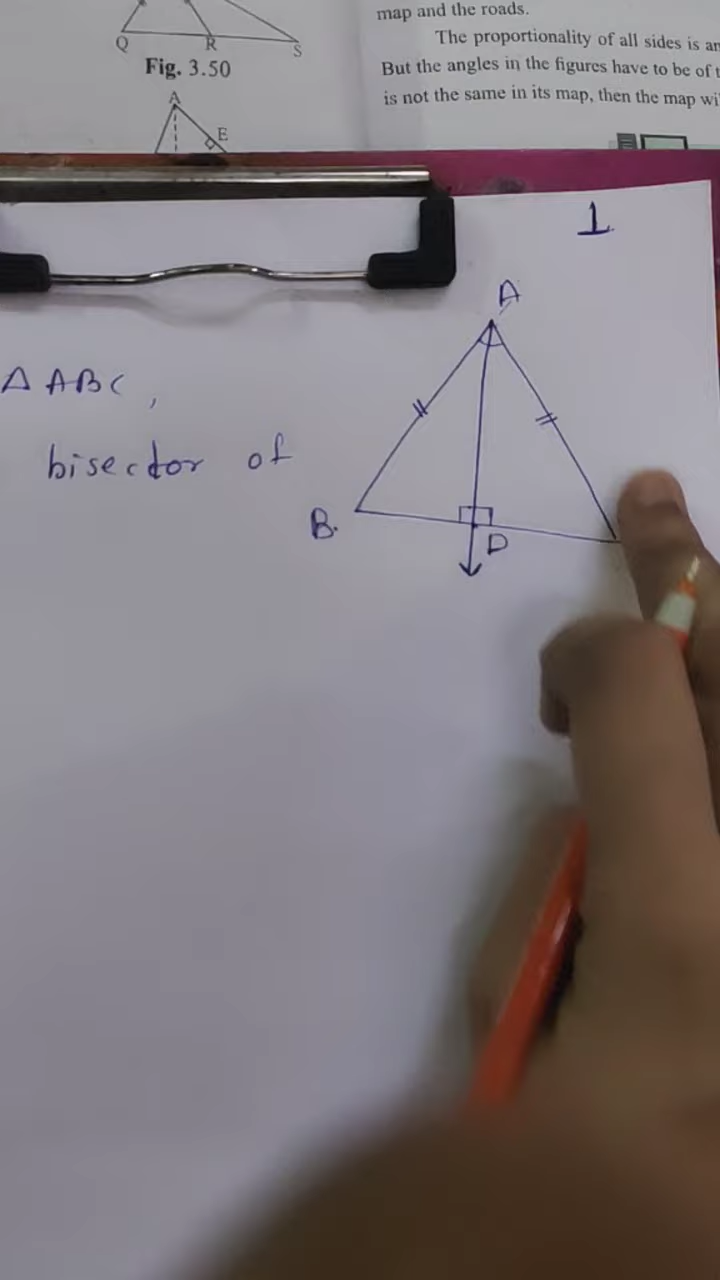 Q R S
Fig. 3.50
A
E
map and the roads.
The proportionality of all sides is
But the angles in the figures have to be of
is not the same in its map, then the map
1
A
Δ ABC,
bisector of
B.
D